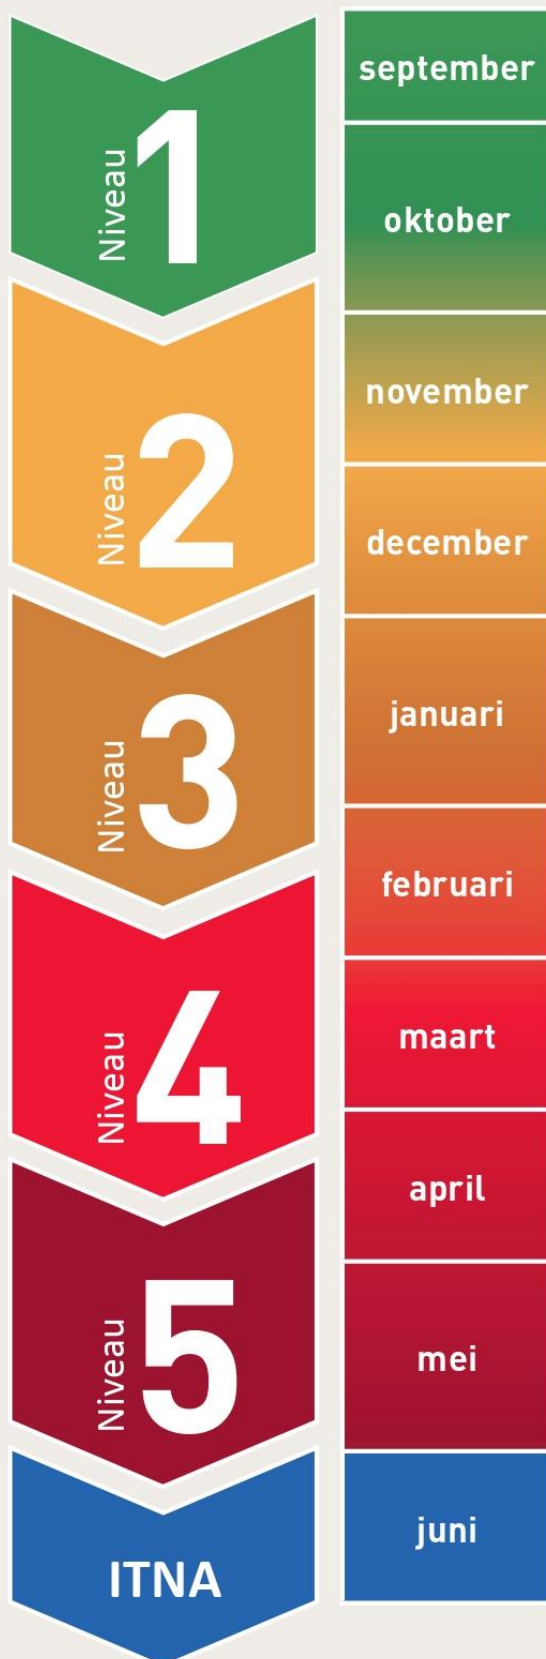 Niveau 1
Niveau 2
Niveau 3
Niveau 4
Niveau 5
ITNA
september
oktober
november
december
januari
februari
maart
april
mei
juni